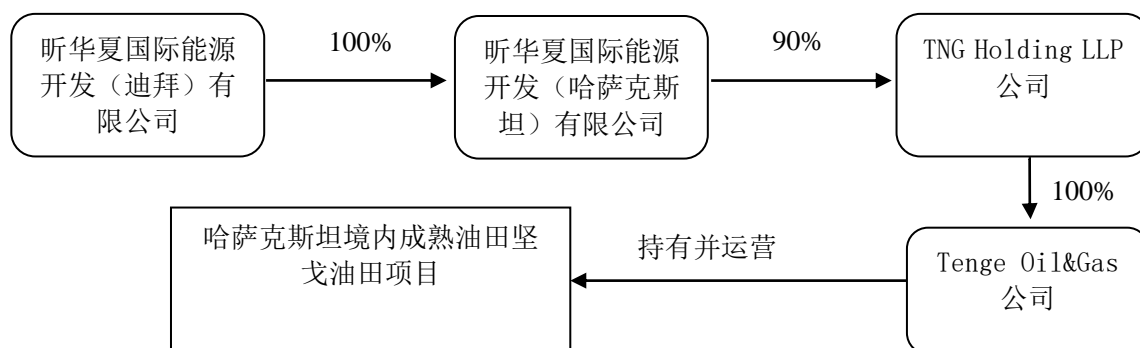 昕华夏国际能源
开发（迪拜）有
限公司
100%
昕华夏国际能源
开发（哈萨克斯
坦）有限公司
90%
TNG Holding LLP
公司
100%
Tenge Oil&Gas
公司
持有并运营
哈萨克斯坦境内成熟油田坚
戈油田项目